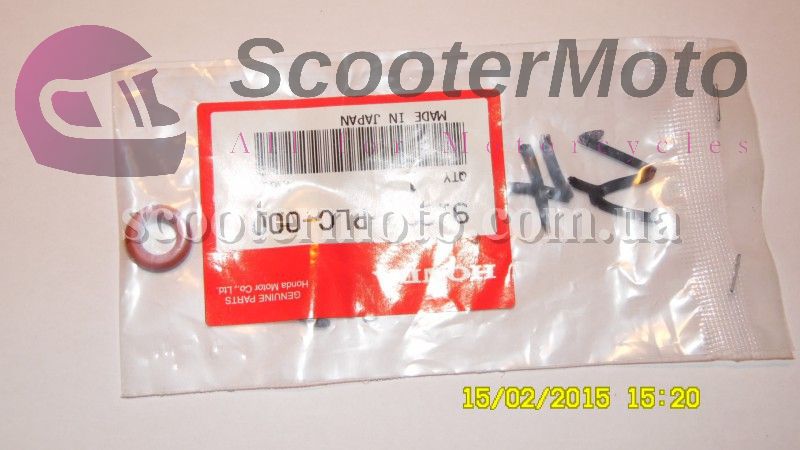 ScooterMoto
All for Motorcycles
MADE IN JAPAN
QTY
1
PLC-000
scootermoto.com.ua
HONDA
Honda Motor Co., Ltd.
GENUINE PARTS
15/02/2015 15:20